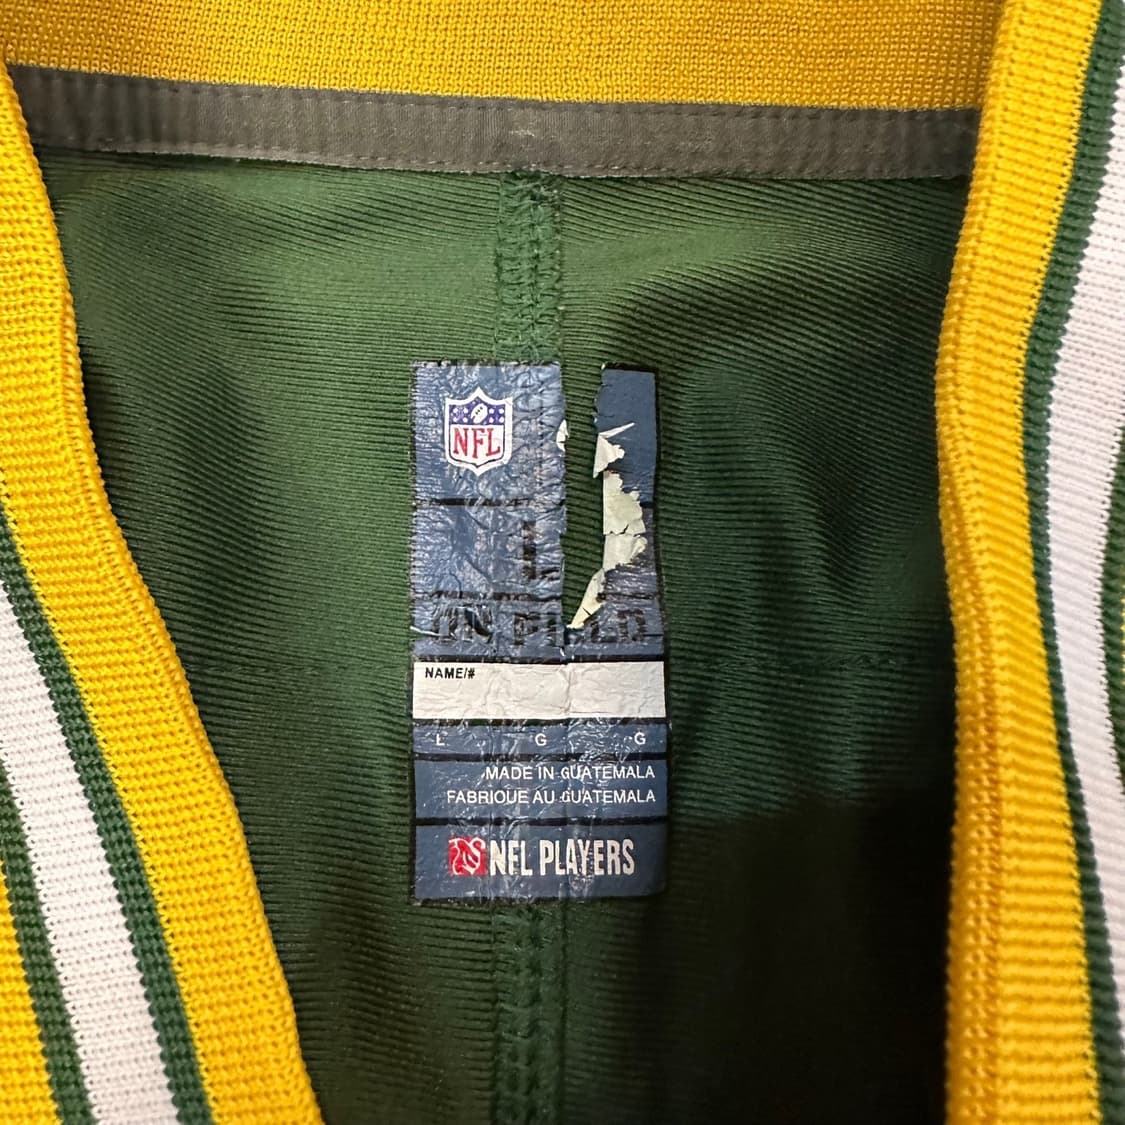 NFL
L
ON FIELD
NAME/#
L G G
MADE IN GUATEMALA
FABRIQUE AU GUATEMALA
NFL PLAYERS